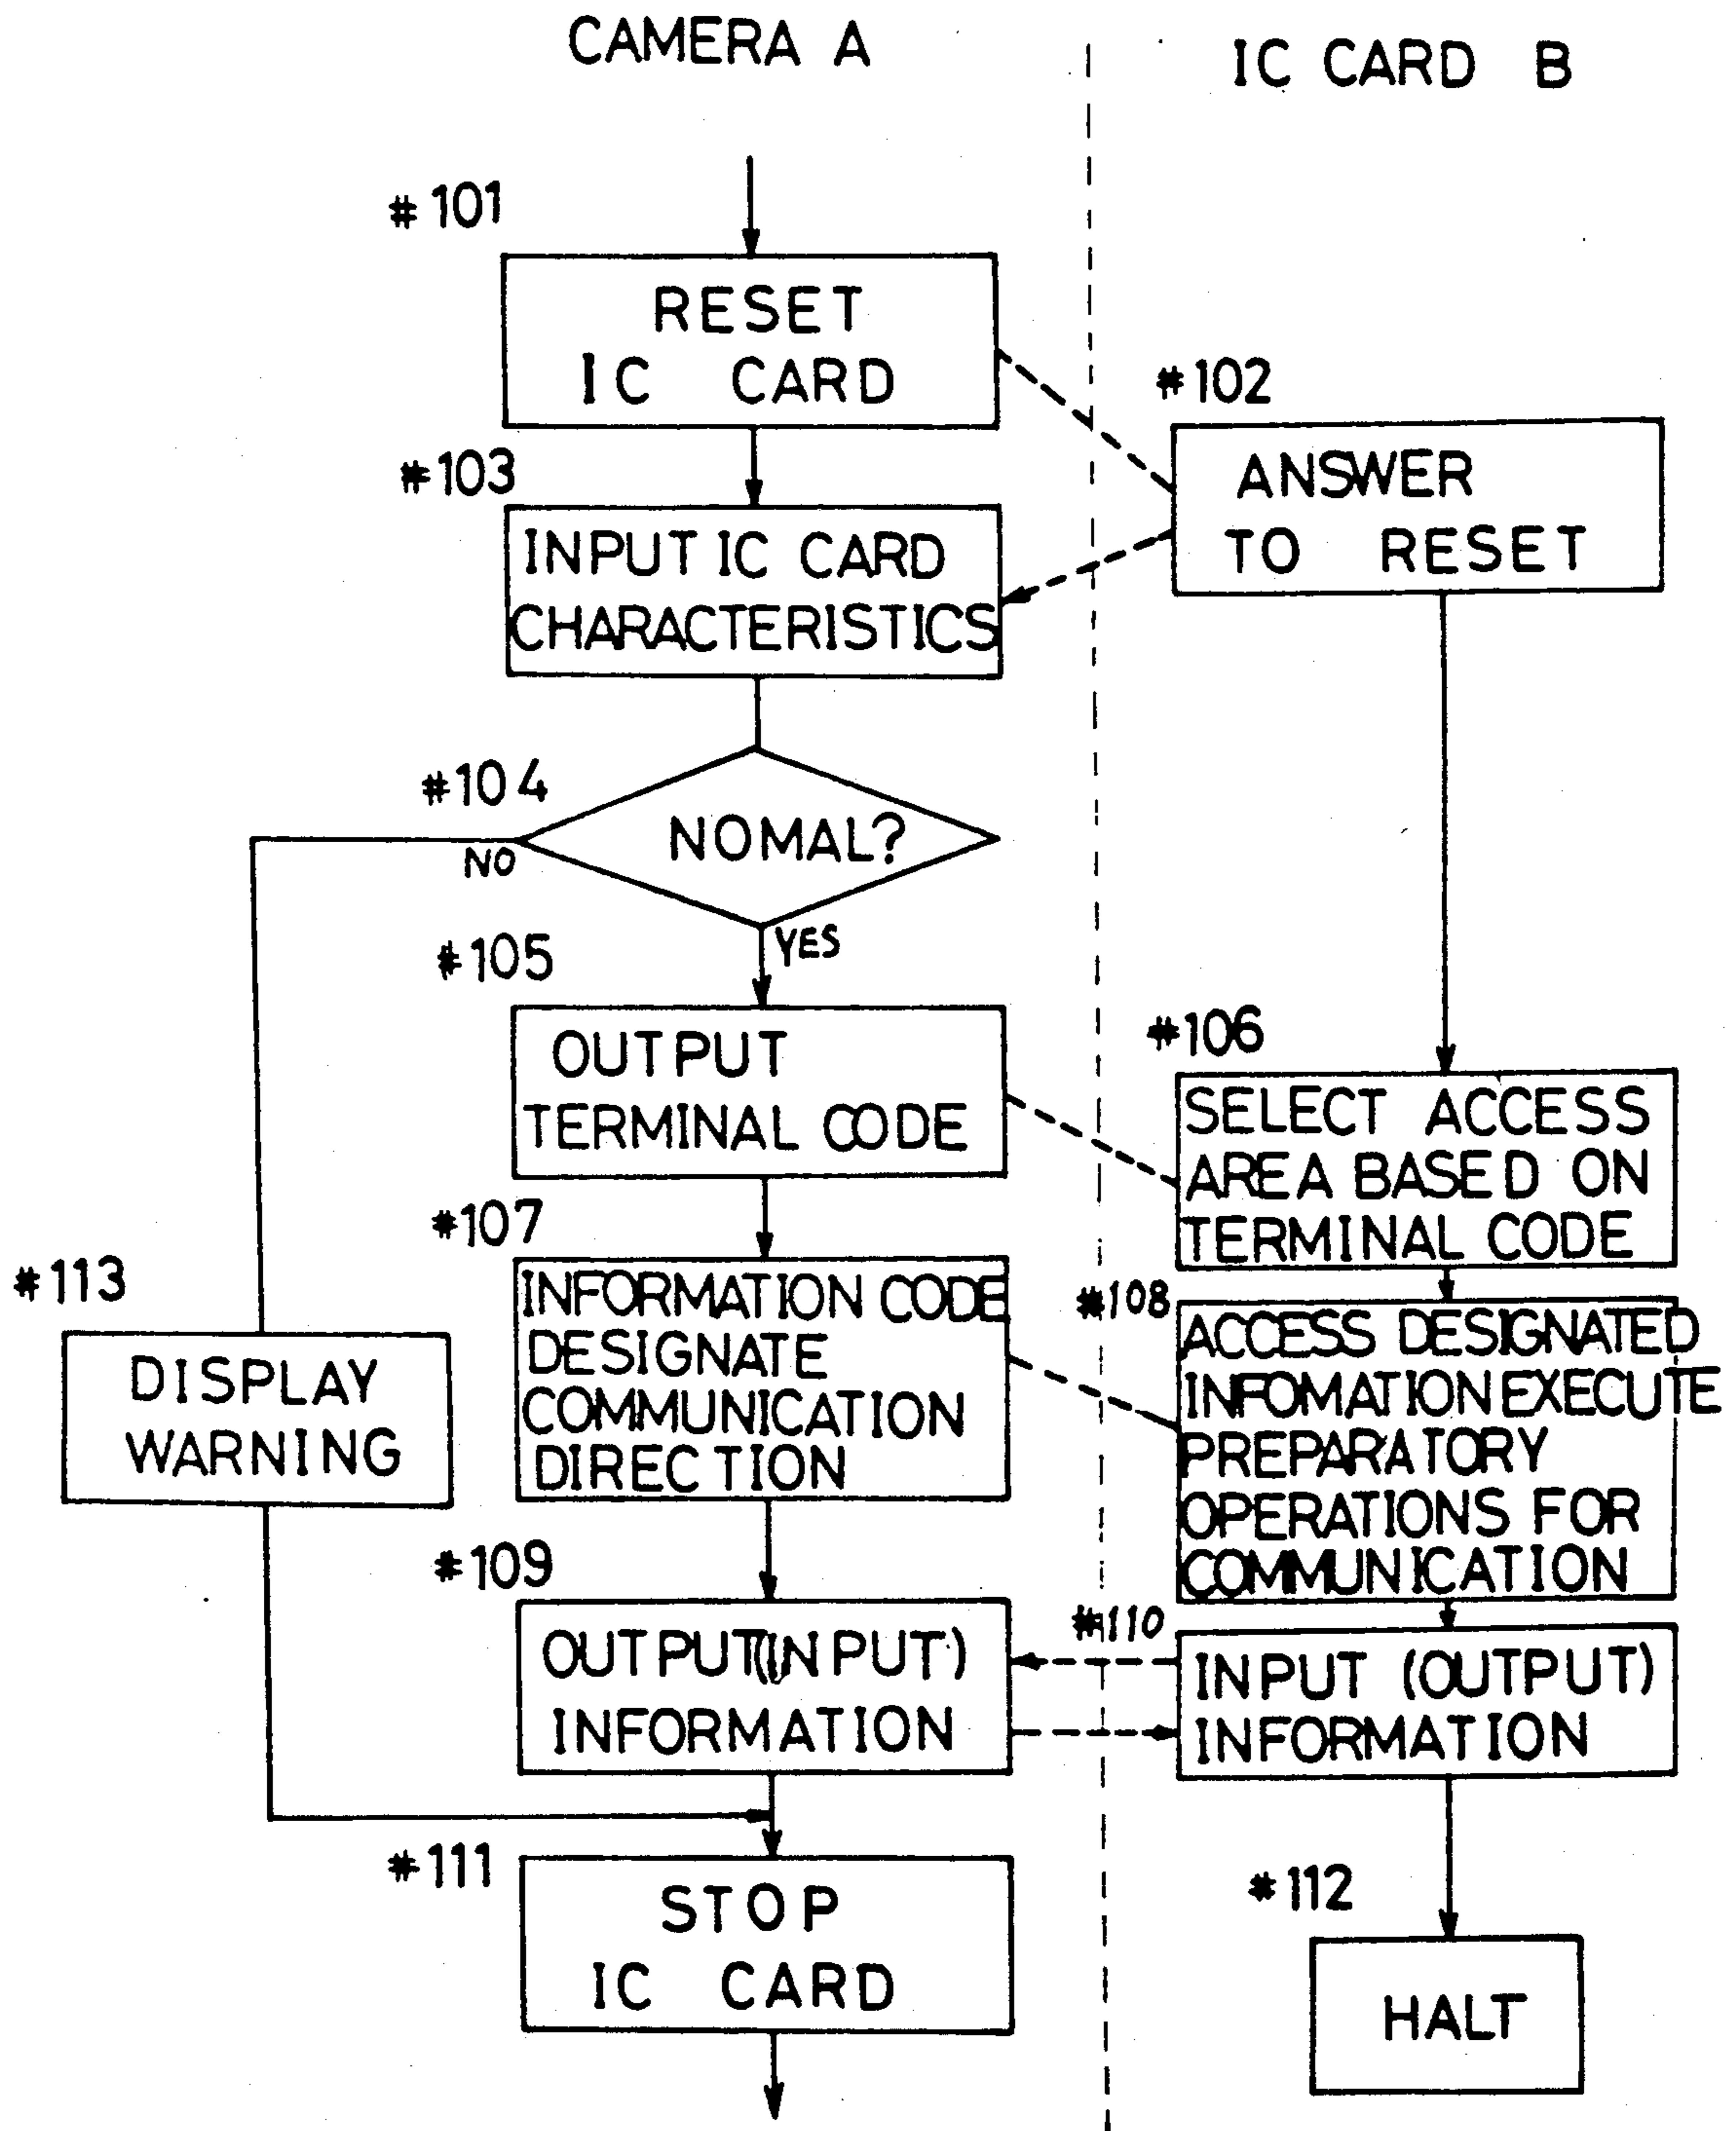 CAMERA A
IC CARD B
#101
RESET
IC CARD
#102
ANSWER
TO RESET
#103
INPUT IC CARD
CHARACTERISTICS
#104
NOMAL?
NO
YES
#105
OUTPUT
TERMINAL CODE
#106
SELECT ACCESS
AREA BASED ON
TERMINAL CODE
#107
INFORMATION CODE
DESIGNATE
COMMUNICATION
DIRECTION
#108
ACCESS DESIGNATED
INFOMATION EXECUTE
PREPARATORY
OPERATIONS FOR
COMMUNICATION
#113
DISPLAY
WARNING
#109
OUTPUT(INPUT)
INFORMATION
#110
INPUT (OUTPUT)
INFORMATION
#111
STOP
IC CARD
#112
HALT